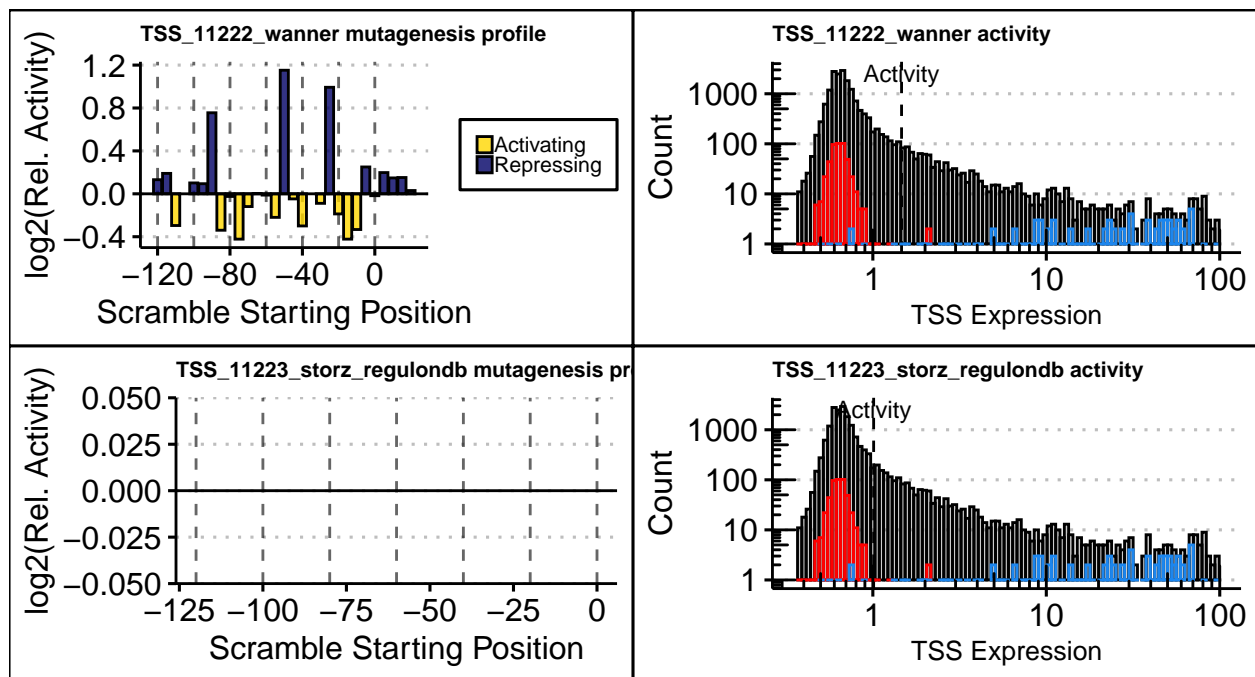 TSS_11222_wanner mutagenesis profile
log2(Rel. Activity)
1.2
0.8
0.4
0.0
−0.4
−120
−80
−40
0
Scramble Starting Position
Activating
Repressing
TSS_11222_wanner activity
Activity
Count
1000
100
10
1
1
10
100
TSS Expression
TSS_11223_storz_regulondb mutagenesis pr
log2(Rel. Activity)
0.050
0.025
0.000
−0.025
−0.050
−125
−100
−75
−50
−25
0
Scramble Starting Position
TSS_11223_storz_regulondb activity
Activity
Count
1000
100
10
1
1
10
100
TSS Expression